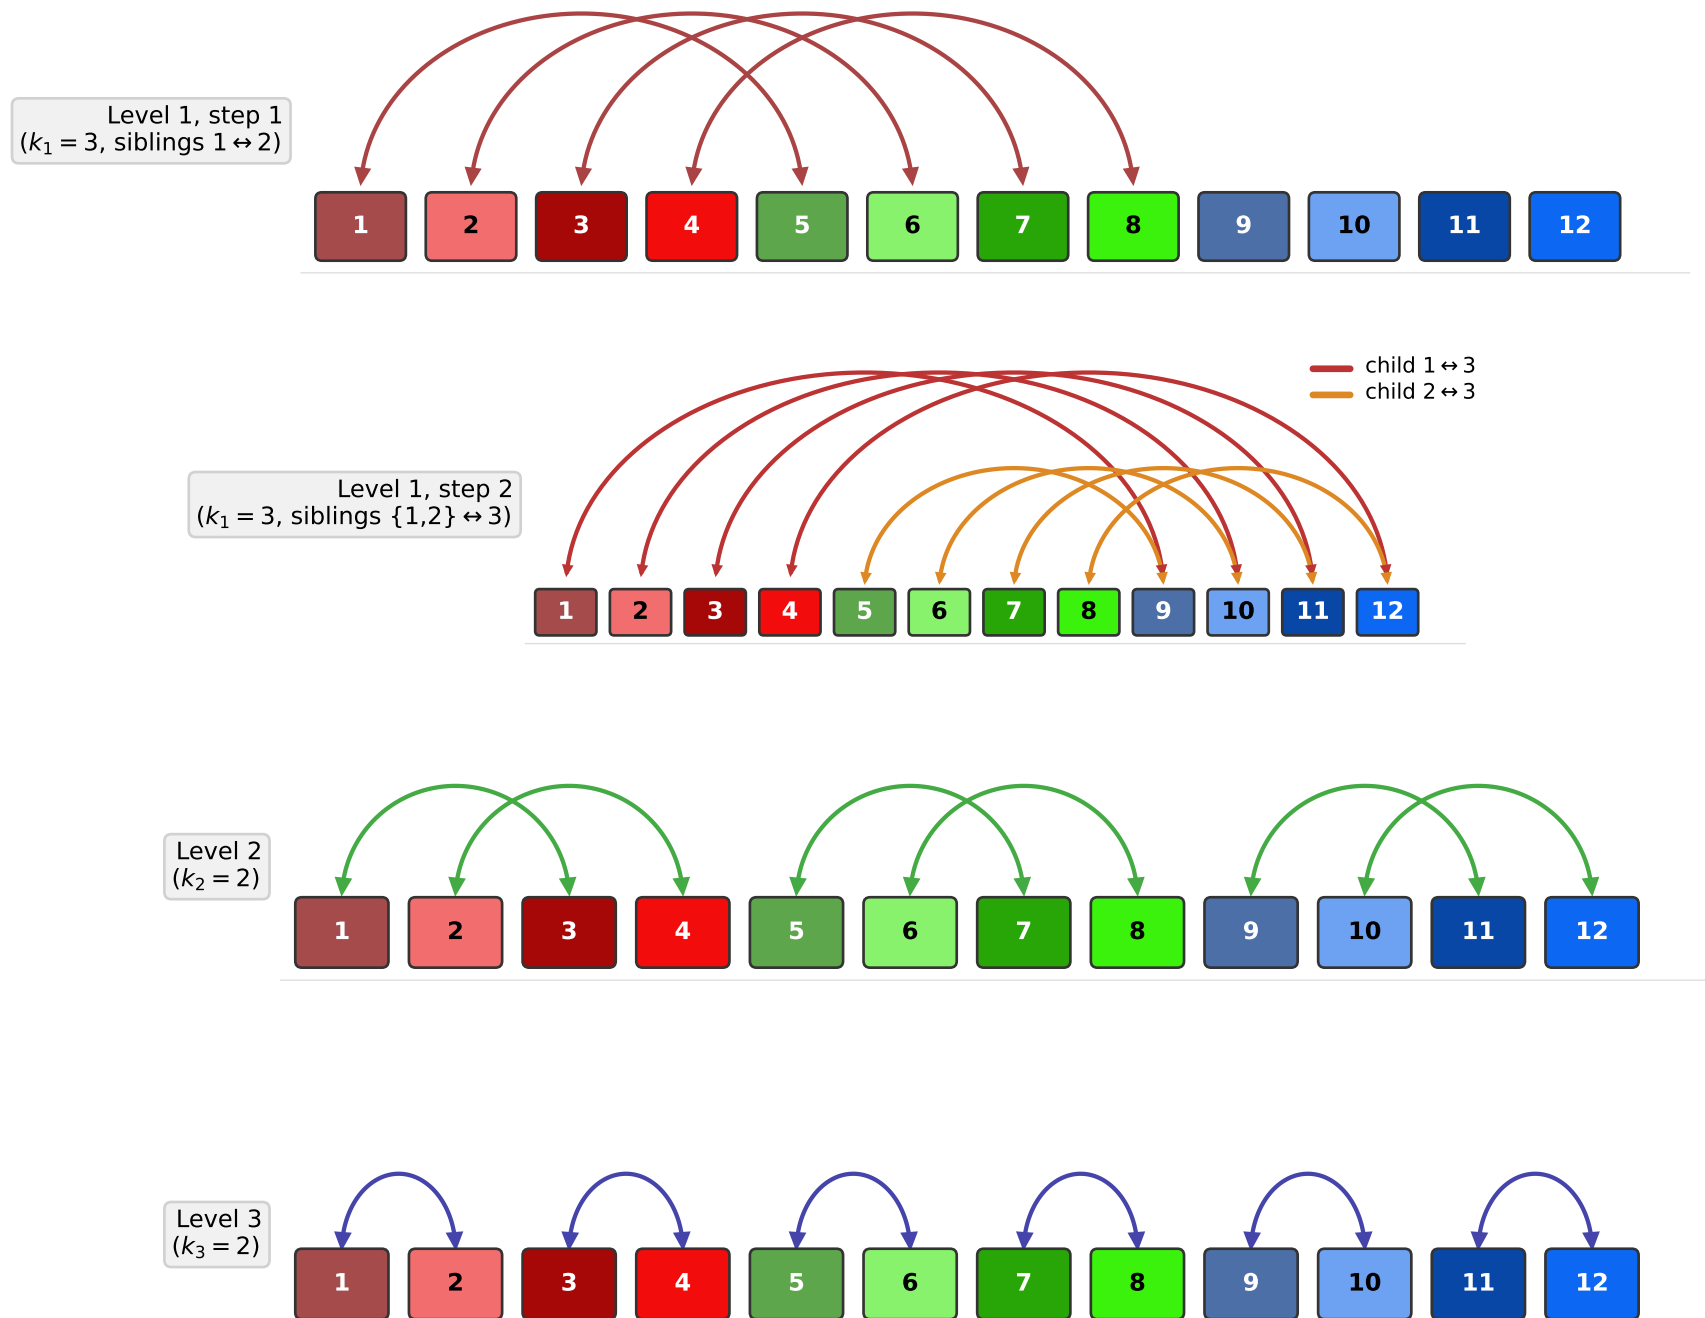 Level 1, step 1
(k₁ = 3, siblings 1↔2)
1 2 3 4 5 6 7 8 9 10 11 12
child 1↔3
child 2↔3
Level 1, step 2
(k₁ = 3, siblings {1,2}↔3)
1 2 3 4 5 6 7 8 9 10 11 12
Level 2
(k₂ = 2)
1 2 3 4 5 6 7 8 9 10 11 12
Level 3
(k₃ = 2)
1 2 3 4 5 6 7 8 9 10 11 12